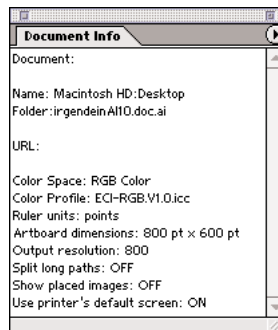 Document Info
Document:
Name: Macintosh HD:Desktop
Folder:irgendeinAI10.doc.ai
URL:
Color Space: RGB Color
Color Profile: ECI-RGB.V1.0.icc
Ruler units: points
Artboard dimensions: 800 pt x 600 pt
Output resolution: 800
Split long paths: OFF
Show placed images: OFF
Use printer's default screen: ON